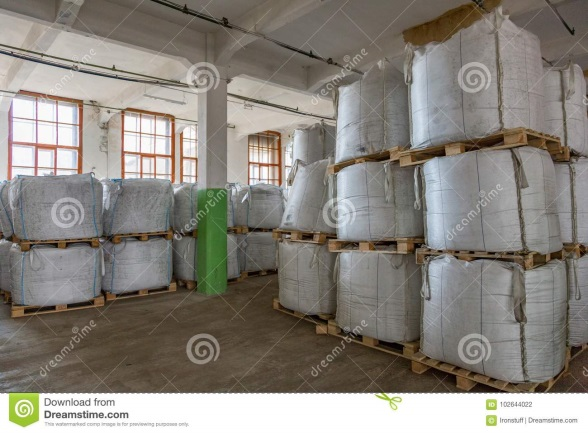 dreamstime
dreamstime
dreamstime
dreamstime
dreamstime
dreamstime
Download from
Dreamstime.com
This watermarked comp image is for previewing purposes only.
102644022
Ironstuff | Dreamstime.com